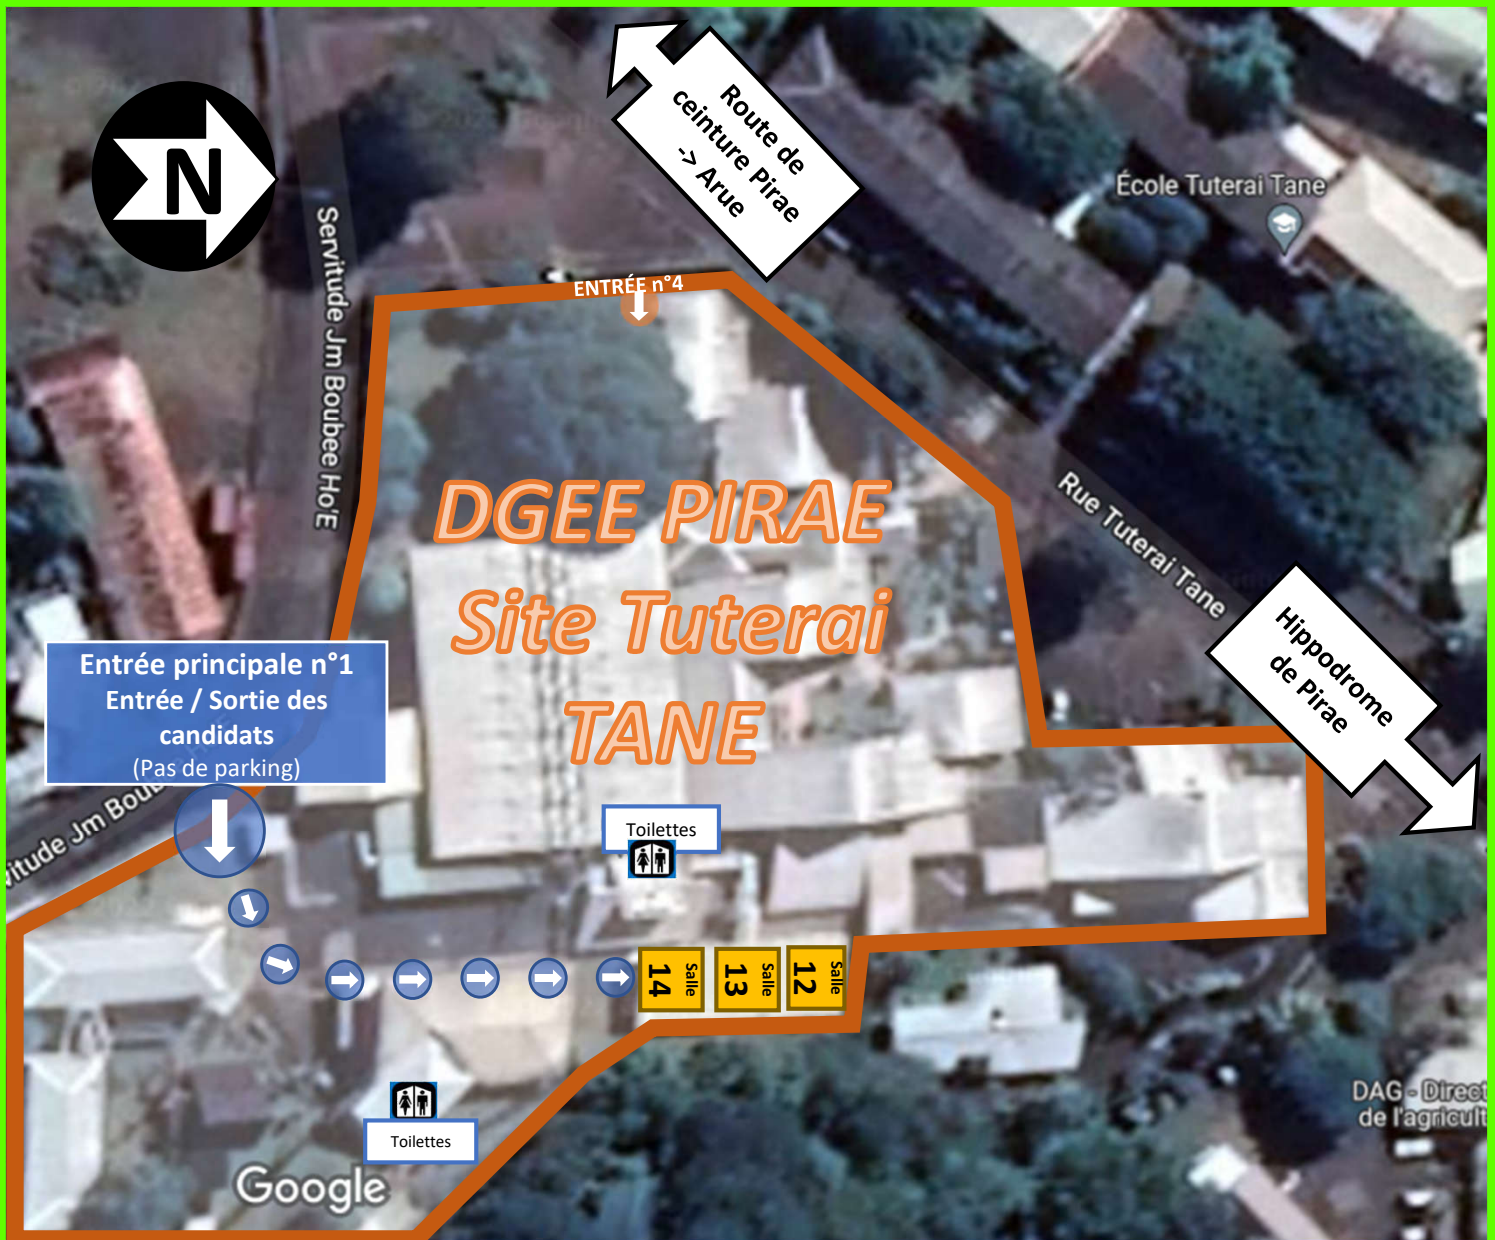 Route de
ceinture Pirae
-> Arue
N
École Tuterai Tane
Servitude Jm Boubee Ho'E
ENTRÉE n°4
DGEE PIRAE
Site Tuterai
TANE
Rue Tuterai Tane
Hippodrome
de Pirae
Entrée principale n°1
Entrée / Sortie des
candidats
(Pas de parking)
vitude Jm Boub
Toilettes
Salle
14
Salle
13
Salle
12
Toilettes
DAG - Direct
de l'agricult
Google